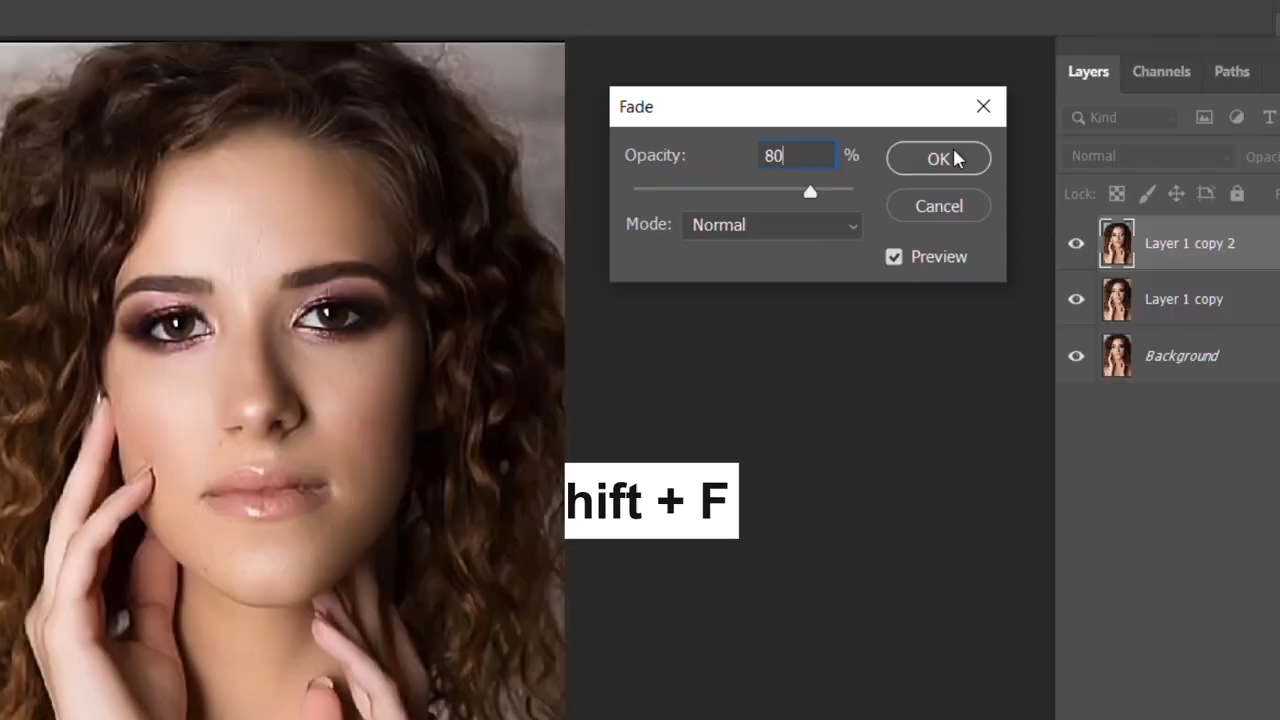 Fade
Opacity: 80 %
OK
Mode: Normal
Cancel
Preview
hift + F
Layers Channels Paths
Kind
Normal Opac
Lock: F
Layer 1 copy 2
Layer 1 copy
Background